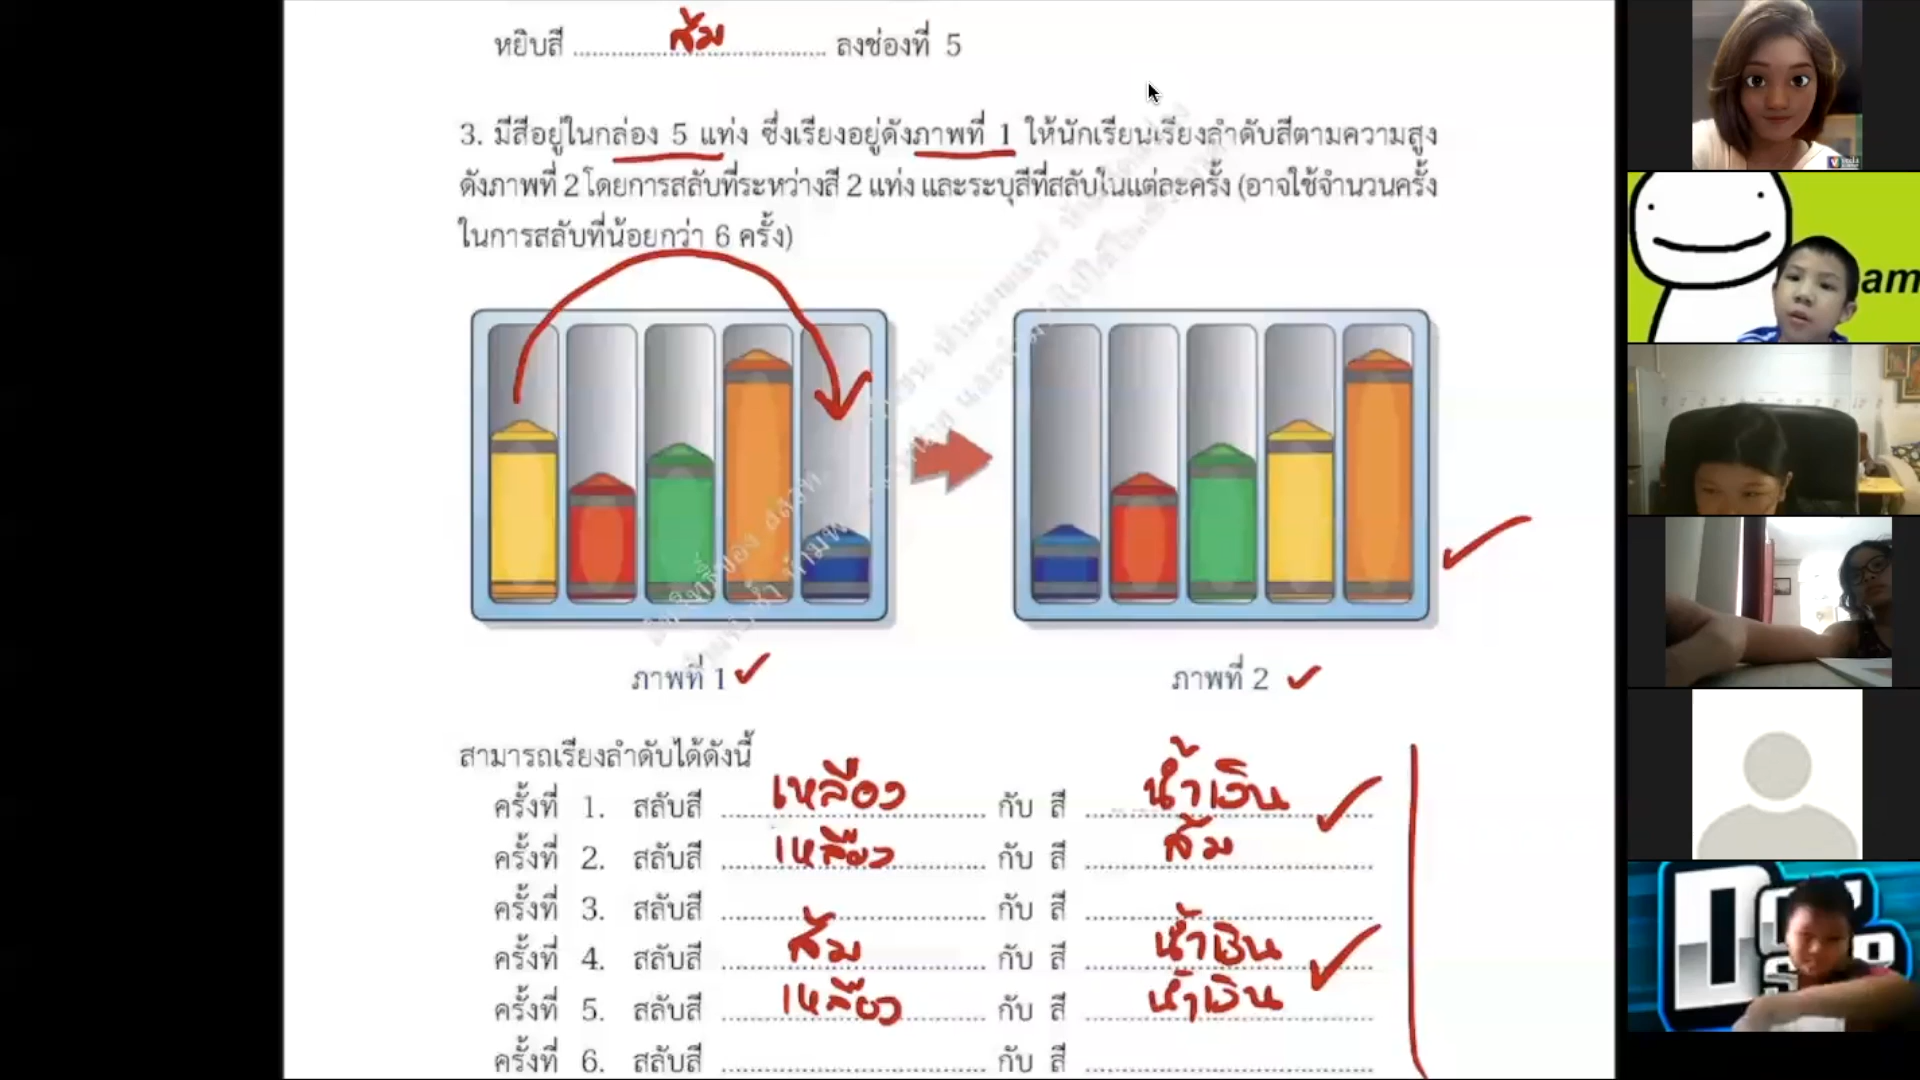 หยิบสี ส้ม ลงช่องที่ 5
3. มีสีอยู่ในกล่อง 5 แท่ง ซึ่งเรียงอยู่ดังภาพที่ 1 ให้นักเรียนเรียงลำดับสีตามความสูง
ดังภาพที่ 2 โดยการสลับที่ระหว่างสี 2 แท่ง และระบุสีที่สลับในแต่ละครั้ง (อาจใช้จำนวนครั้ง
ในการสลับที่น้อยกว่า 6 ครั้ง)
ภาพที่ 1
ภาพที่ 2
สามารถเรียงลำดับได้ดังนี้
ครั้งที่ 1. สลับสี เหลือง กับ สี น้ำเงิน
ครั้งที่ 2. สลับสี เหลือง กับ สี ส้ม
ครั้งที่ 3. สลับสี กับ สี
ครั้งที่ 4. สลับสี ส้ม กับ สี น้ำเงิน
ครั้งที่ 5. สลับสี เหลือง กับ สี น้ำเงิน
ครั้งที่ 6. สลับสี กับ สี
am